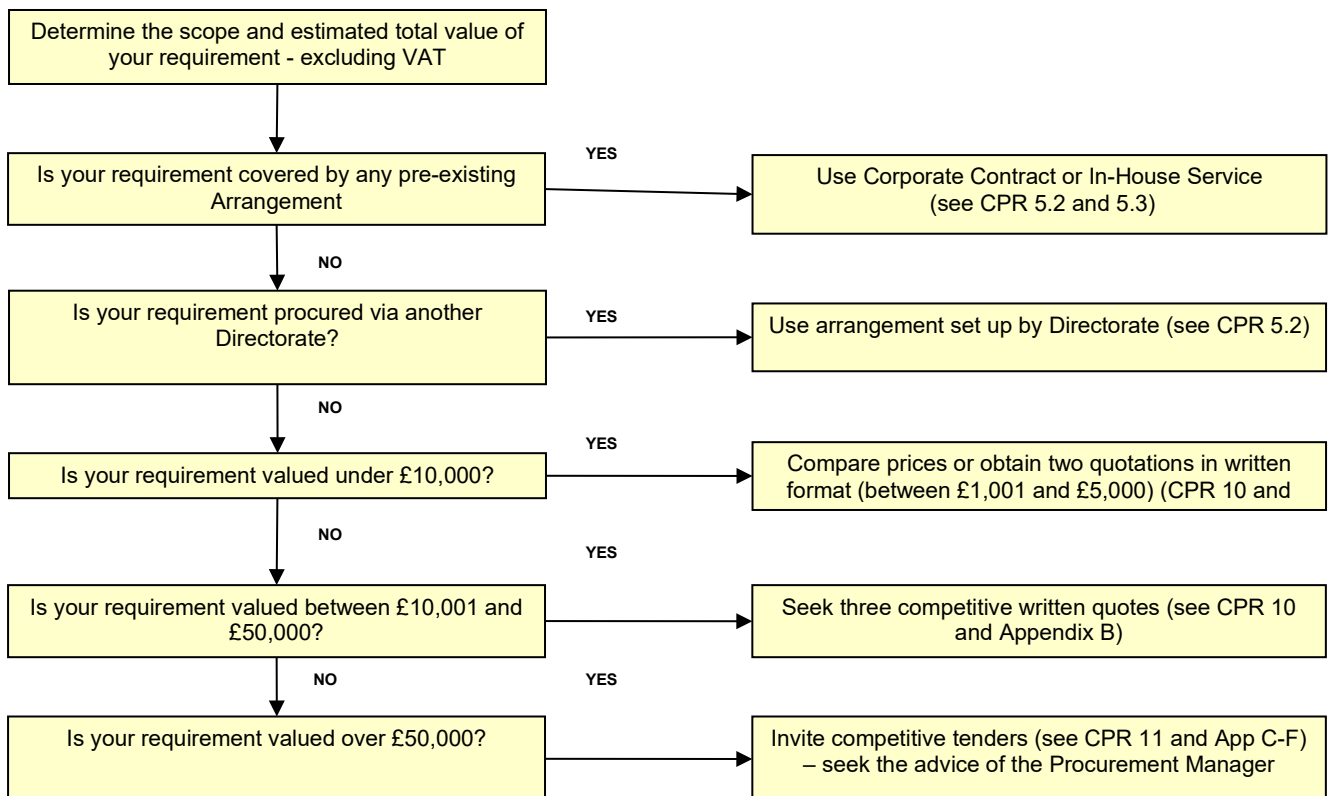 Determine the scope and estimated total value of
your requirement - excluding VAT
YES
Is your requirement covered by any pre-existing
Arrangement
Use Corporate Contract or In-House Service
(see CPR 5.2 and 5.3)
NO
Is your requirement procured via another
Directorate?
YES
Use arrangement set up by Directorate (see CPR 5.2)
NO
YES
Is your requirement valued under £10,000?
Compare prices or obtain two quotations in written
format (between £1,001 and £5,000) (CPR 10 and
NO
YES
Is your requirement valued between £10,001 and
£50,000?
Seek three competitive written quotes (see CPR 10
and Appendix B)
NO
YES
Is your requirement valued over £50,000?
Invite competitive tenders (see CPR 11 and App C-F)
– seek the advice of the Procurement Manager